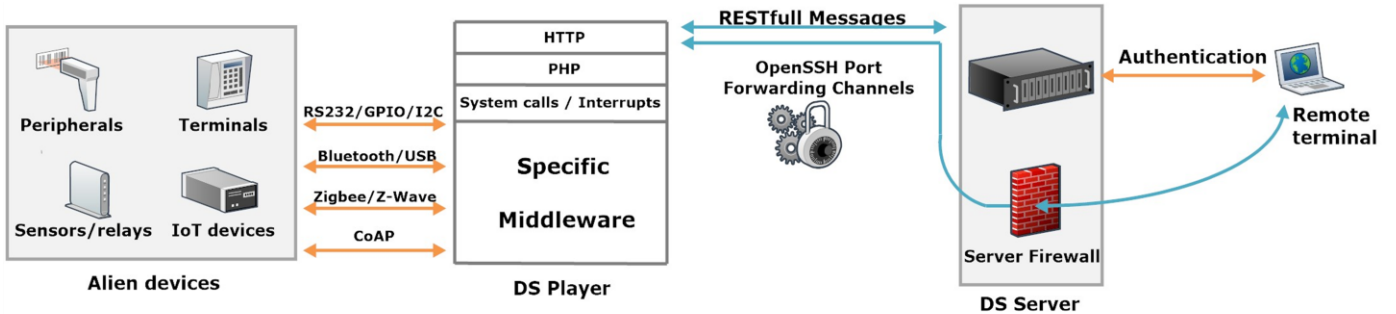 Peripherals
Terminals
Sensors/relays
IoT devices
Alien devices
RS232/GPIO/I2C
Bluetooth/USB
Zigbee/Z-Wave
CoAP
HTTP
PHP
System calls / Interrupts
Specific
Middleware
DS Player
RESTfull Messages
OpenSSH Port
Forwarding Channels
Server Firewall
DS Server
Authentication
Remote
terminal